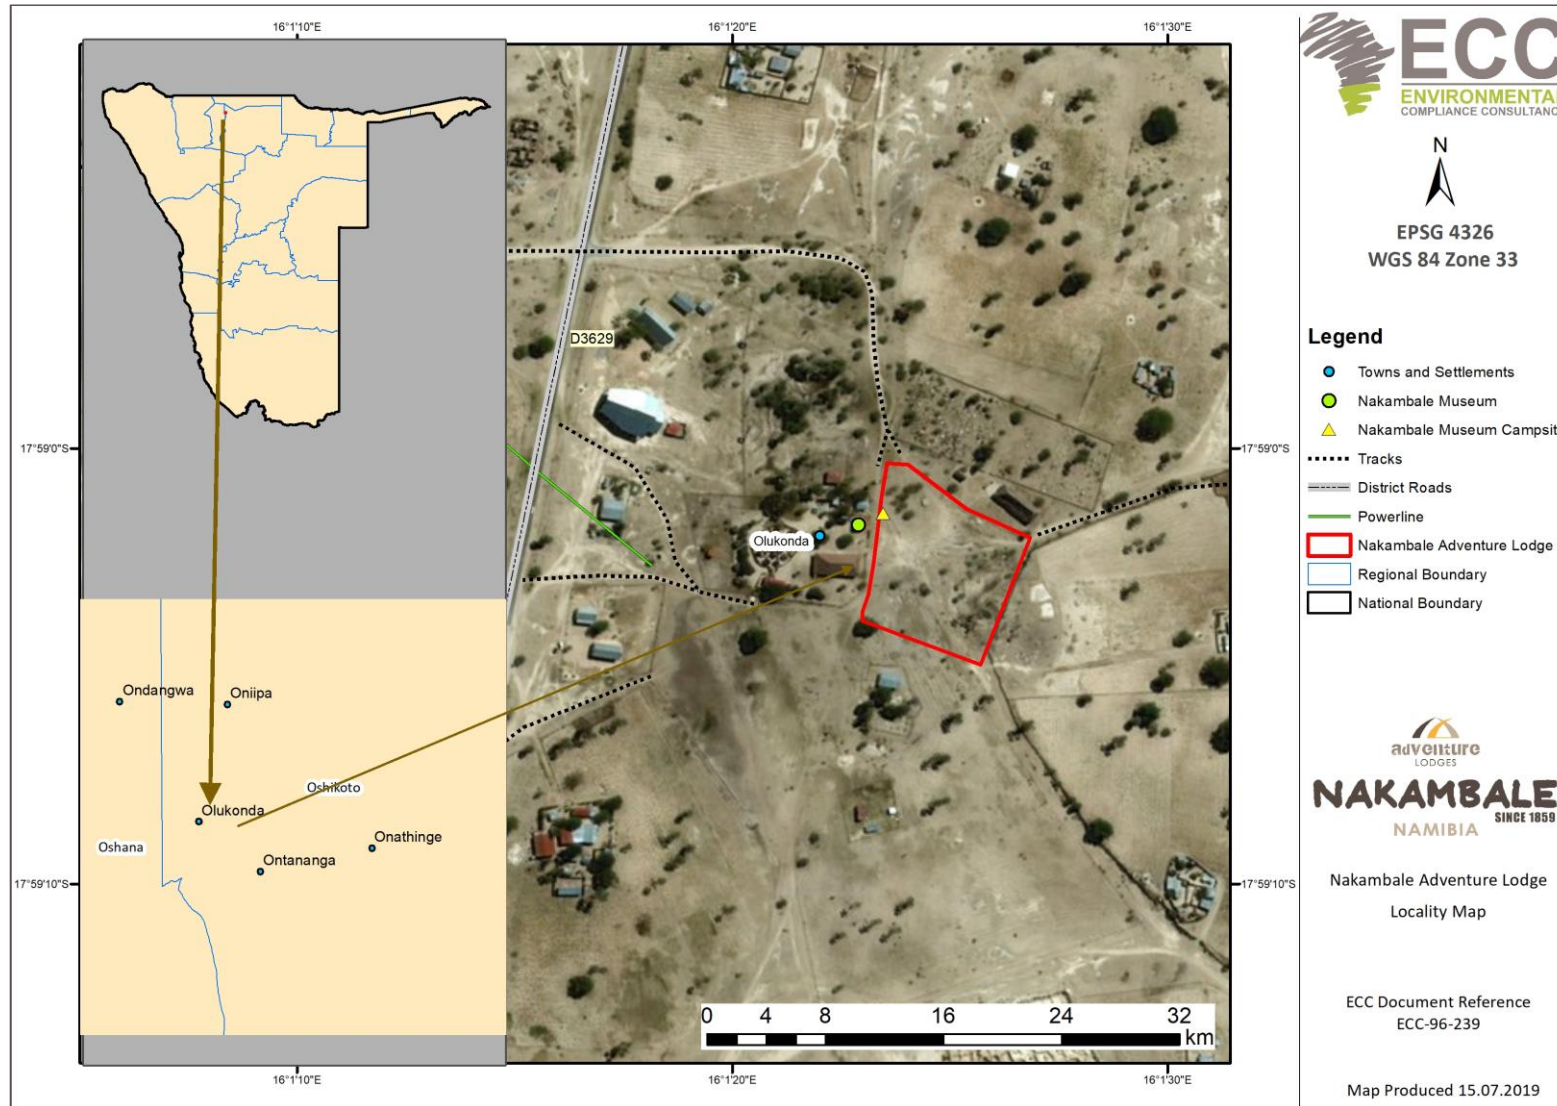 16°1'10"E
16°1'20"E
16°1'30"E
ECC
ENVIRONMENTAL
COMPLIANCE CONSULTANC
N
EPSG 4326
WGS 84 Zone 33
D3629
17°59'0"S
17°59'0"S
Legend
Towns and Settlements
Nakambale Museum
Nakambale Museum Campsit
Tracks
District Roads
Powerline
Nakambale Adventure Lodge
Regional Boundary
National Boundary
Olukonda
Ondangwa
Oniipa
Oshikoto
Olukonda
Oshana
Onathinge
Ontananga
adventure
LODGES
NAKAMBALE
SINCE 1859
NAMIBIA
17°59'10"S
17°59'10"S
Nakambale Adventure Lodge
Locality Map
0 4 8 16 24 32
km
ECC Document Reference
ECC-96-239
16°1'10"E
16°1'20"E
16°1'30"E
Map Produced 15.07.2019